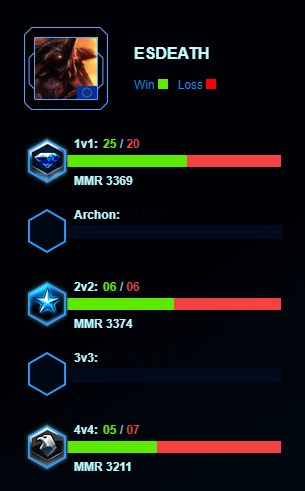 ESDEATH
Win Loss
1v1: 25 / 20
MMR 3369
Archon:
2v2: 06 / 06
MMR 3374
3v3:
4v4: 05 / 07
MMR 3211